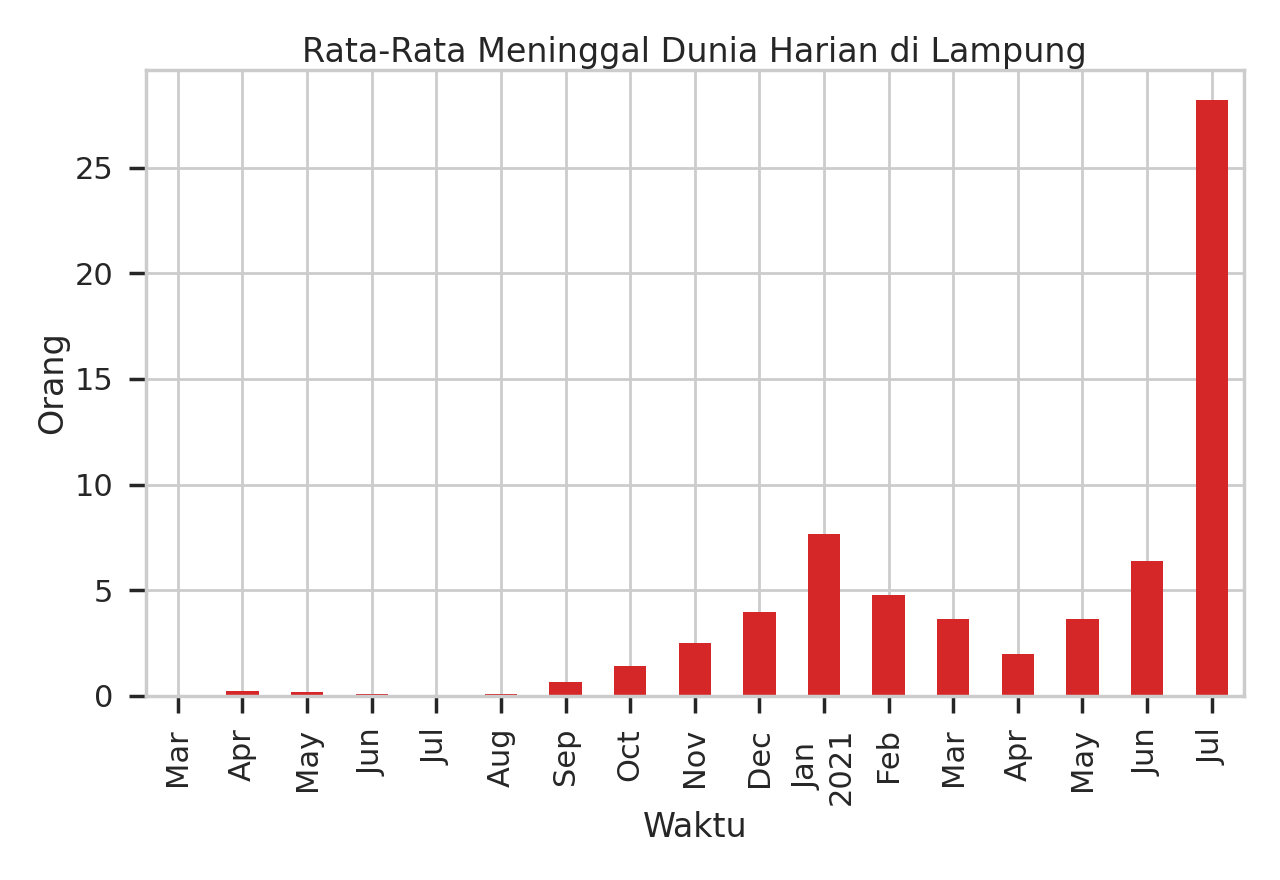 Rata-Rata Meninggal Dunia Harian di Lampung
Orang
25
20
15
10
5
0
Mar
Apr
May
Jun
Jul
Aug
Sep
Oct
Nov
Dec
Jan
2021
Feb
Mar
Apr
May
Jun
Jul
Waktu